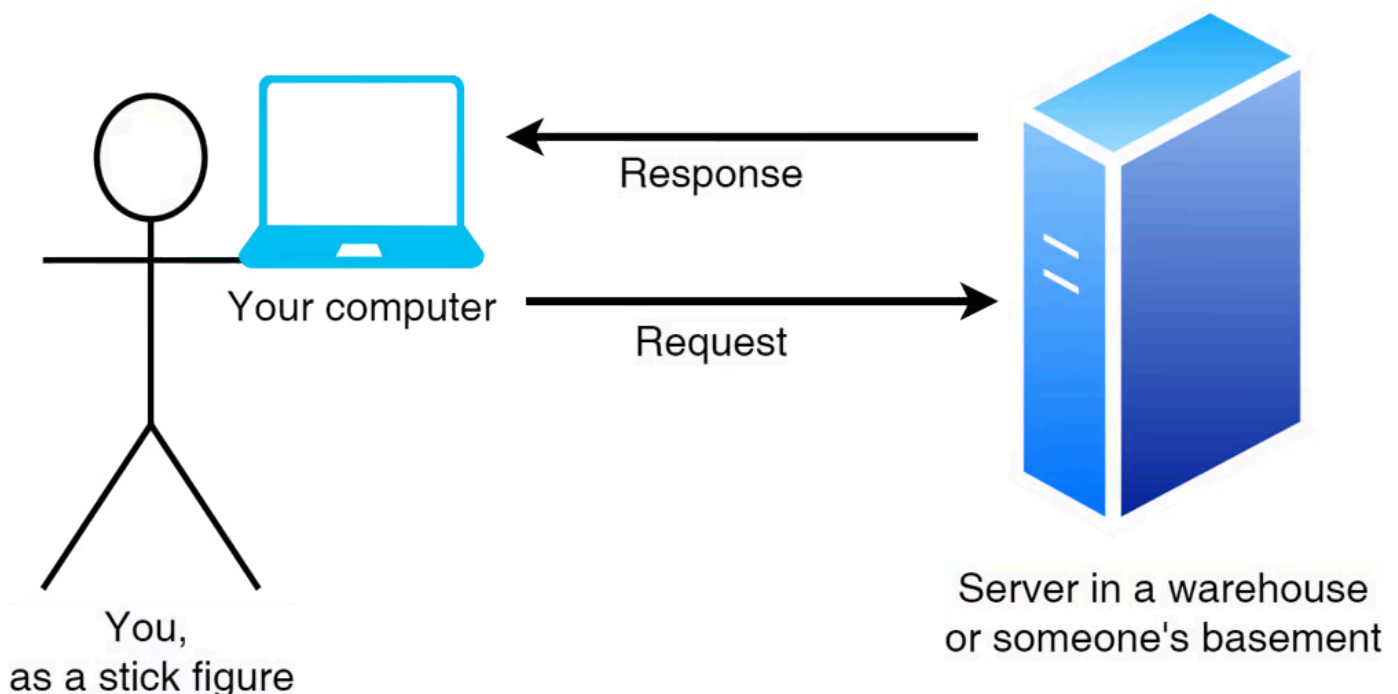 Response
Your computer
Request
You,
as a stick figure
Server in a warehouse
or someone's basement